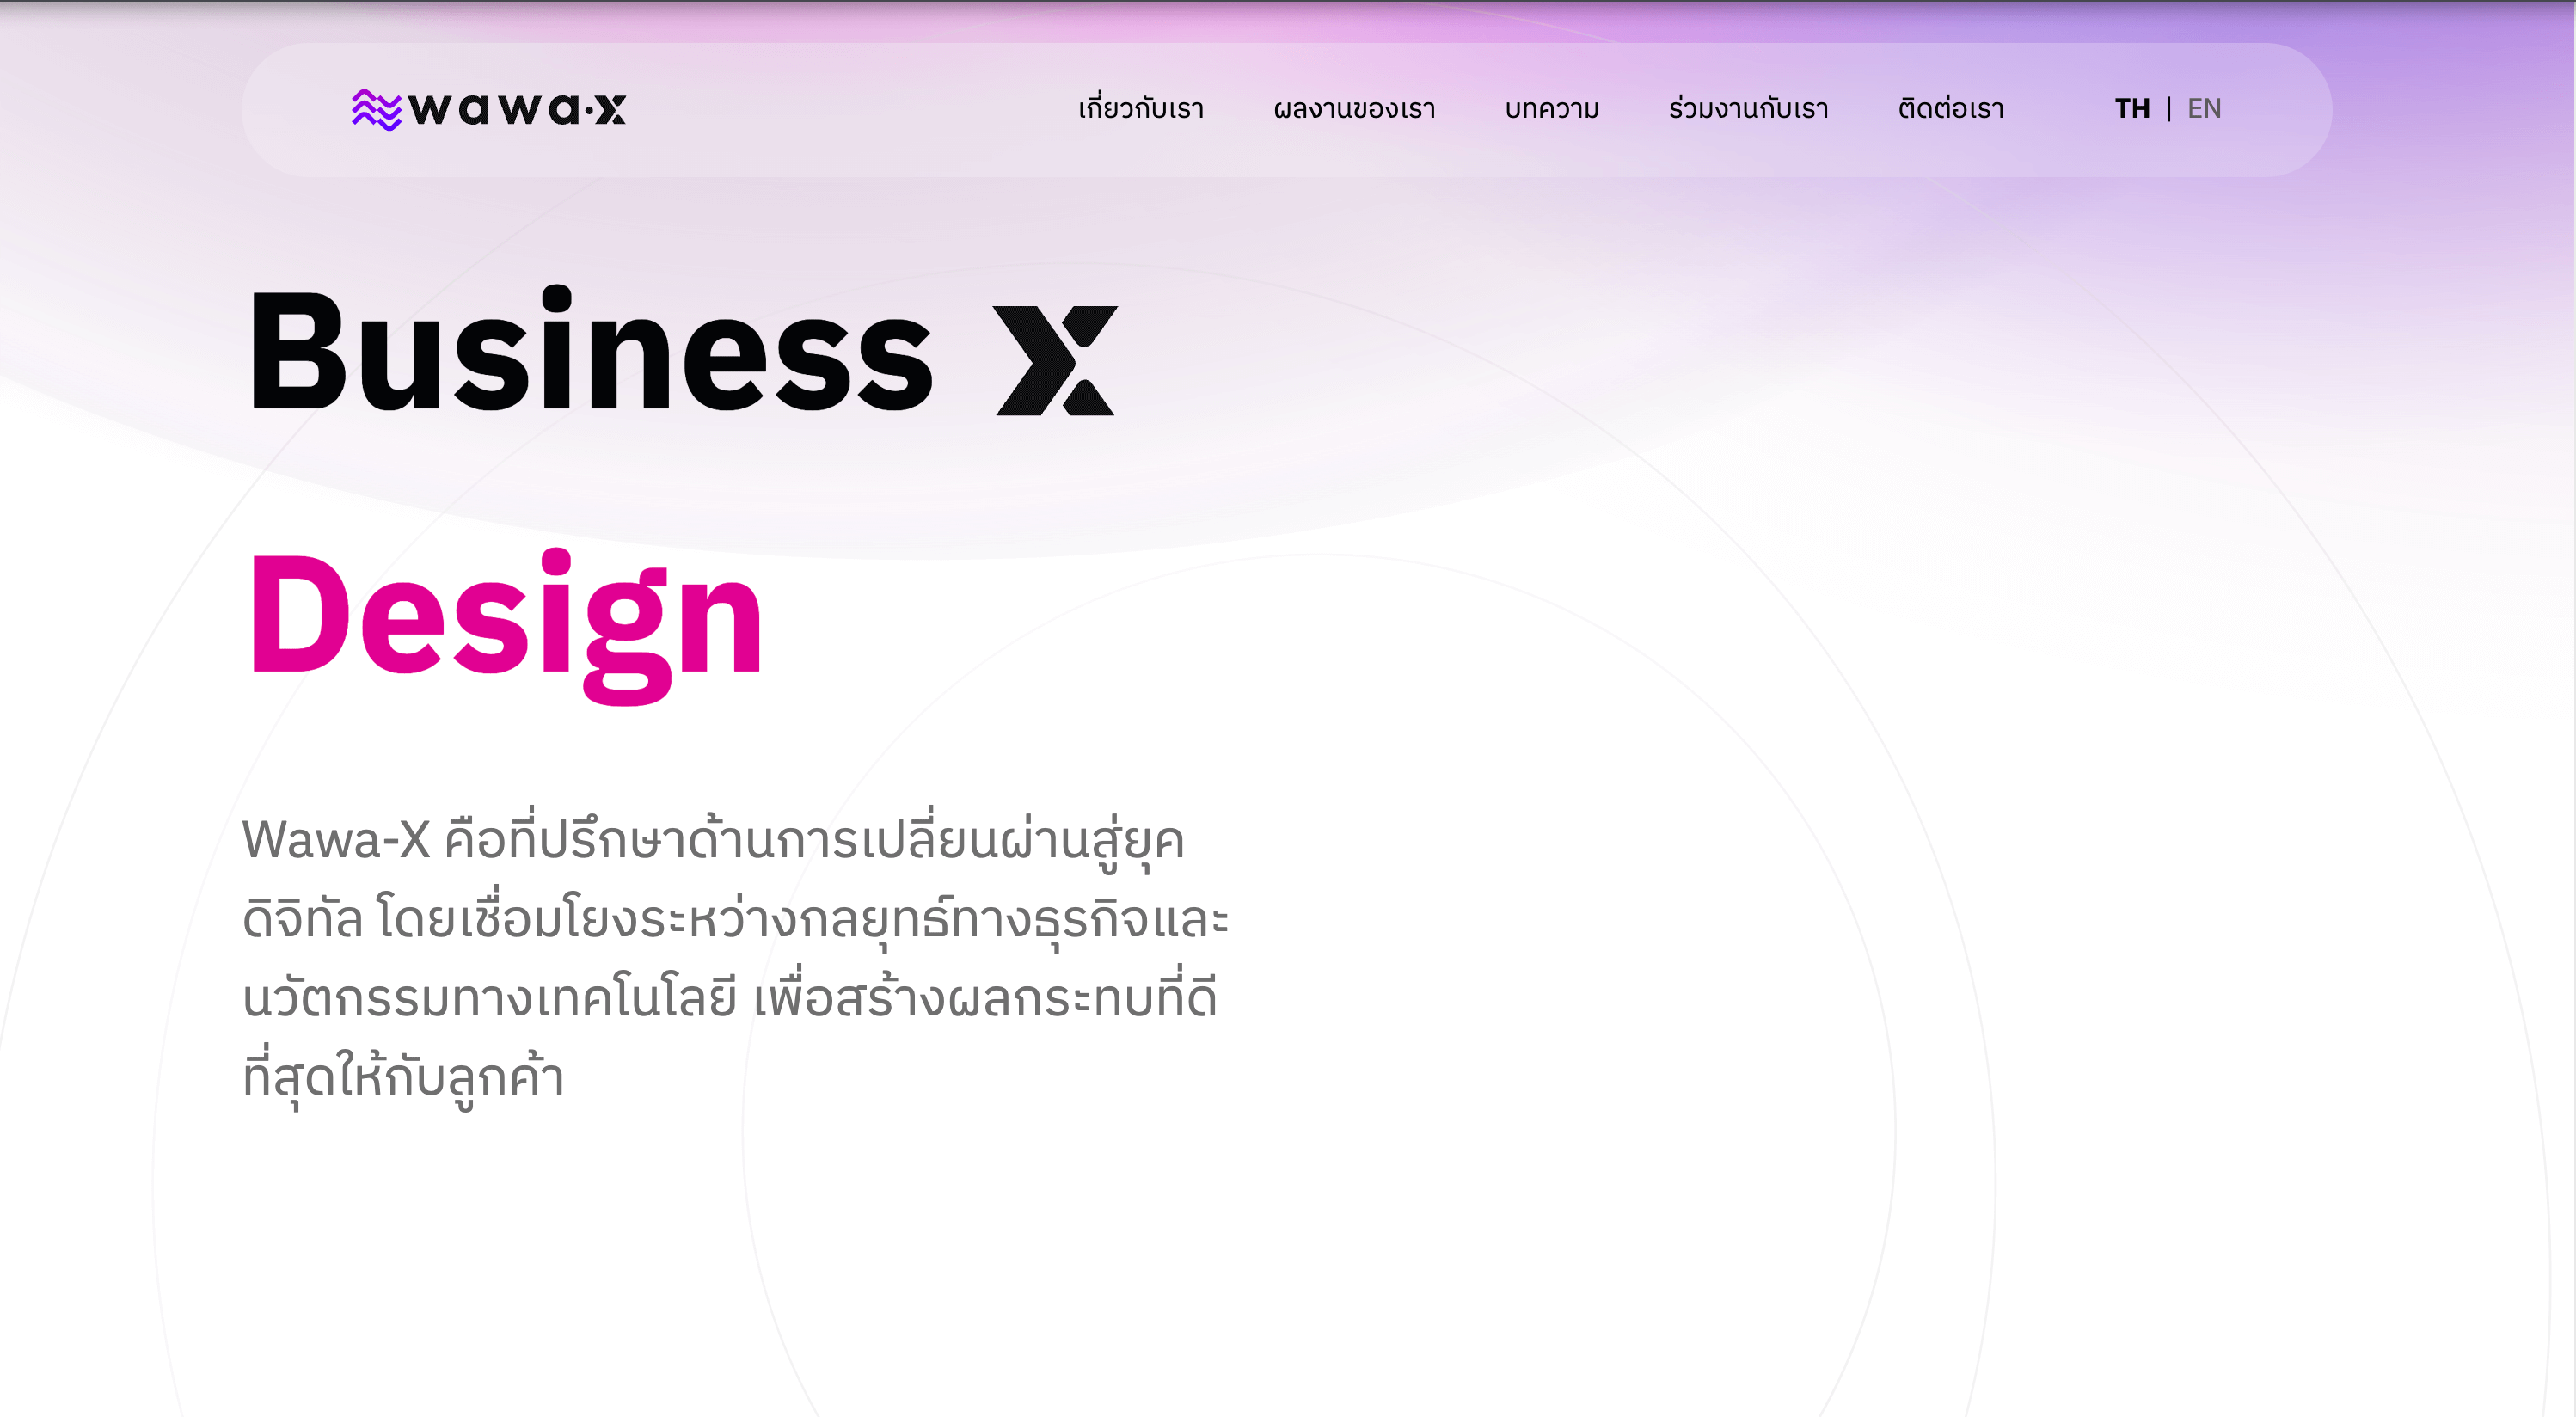 wawa·x
เกี่ยวกับเรา ผลงานของเรา บทความ ร่วมงานกับเรา ติดต่อเรา TH | EN
Business X
Design
Wawa-X คือที่ปรึกษาด้านการเปลี่ยนผ่านสู่ยุค
ดิจิทัล โดยเชื่อมโยงระหว่างกลยุทธ์ทางธุรกิจและ
นวัตกรรมทางเทคโนโลยี เพื่อสร้างผลกระทบที่ดี
ที่สุดให้กับลูกค้า